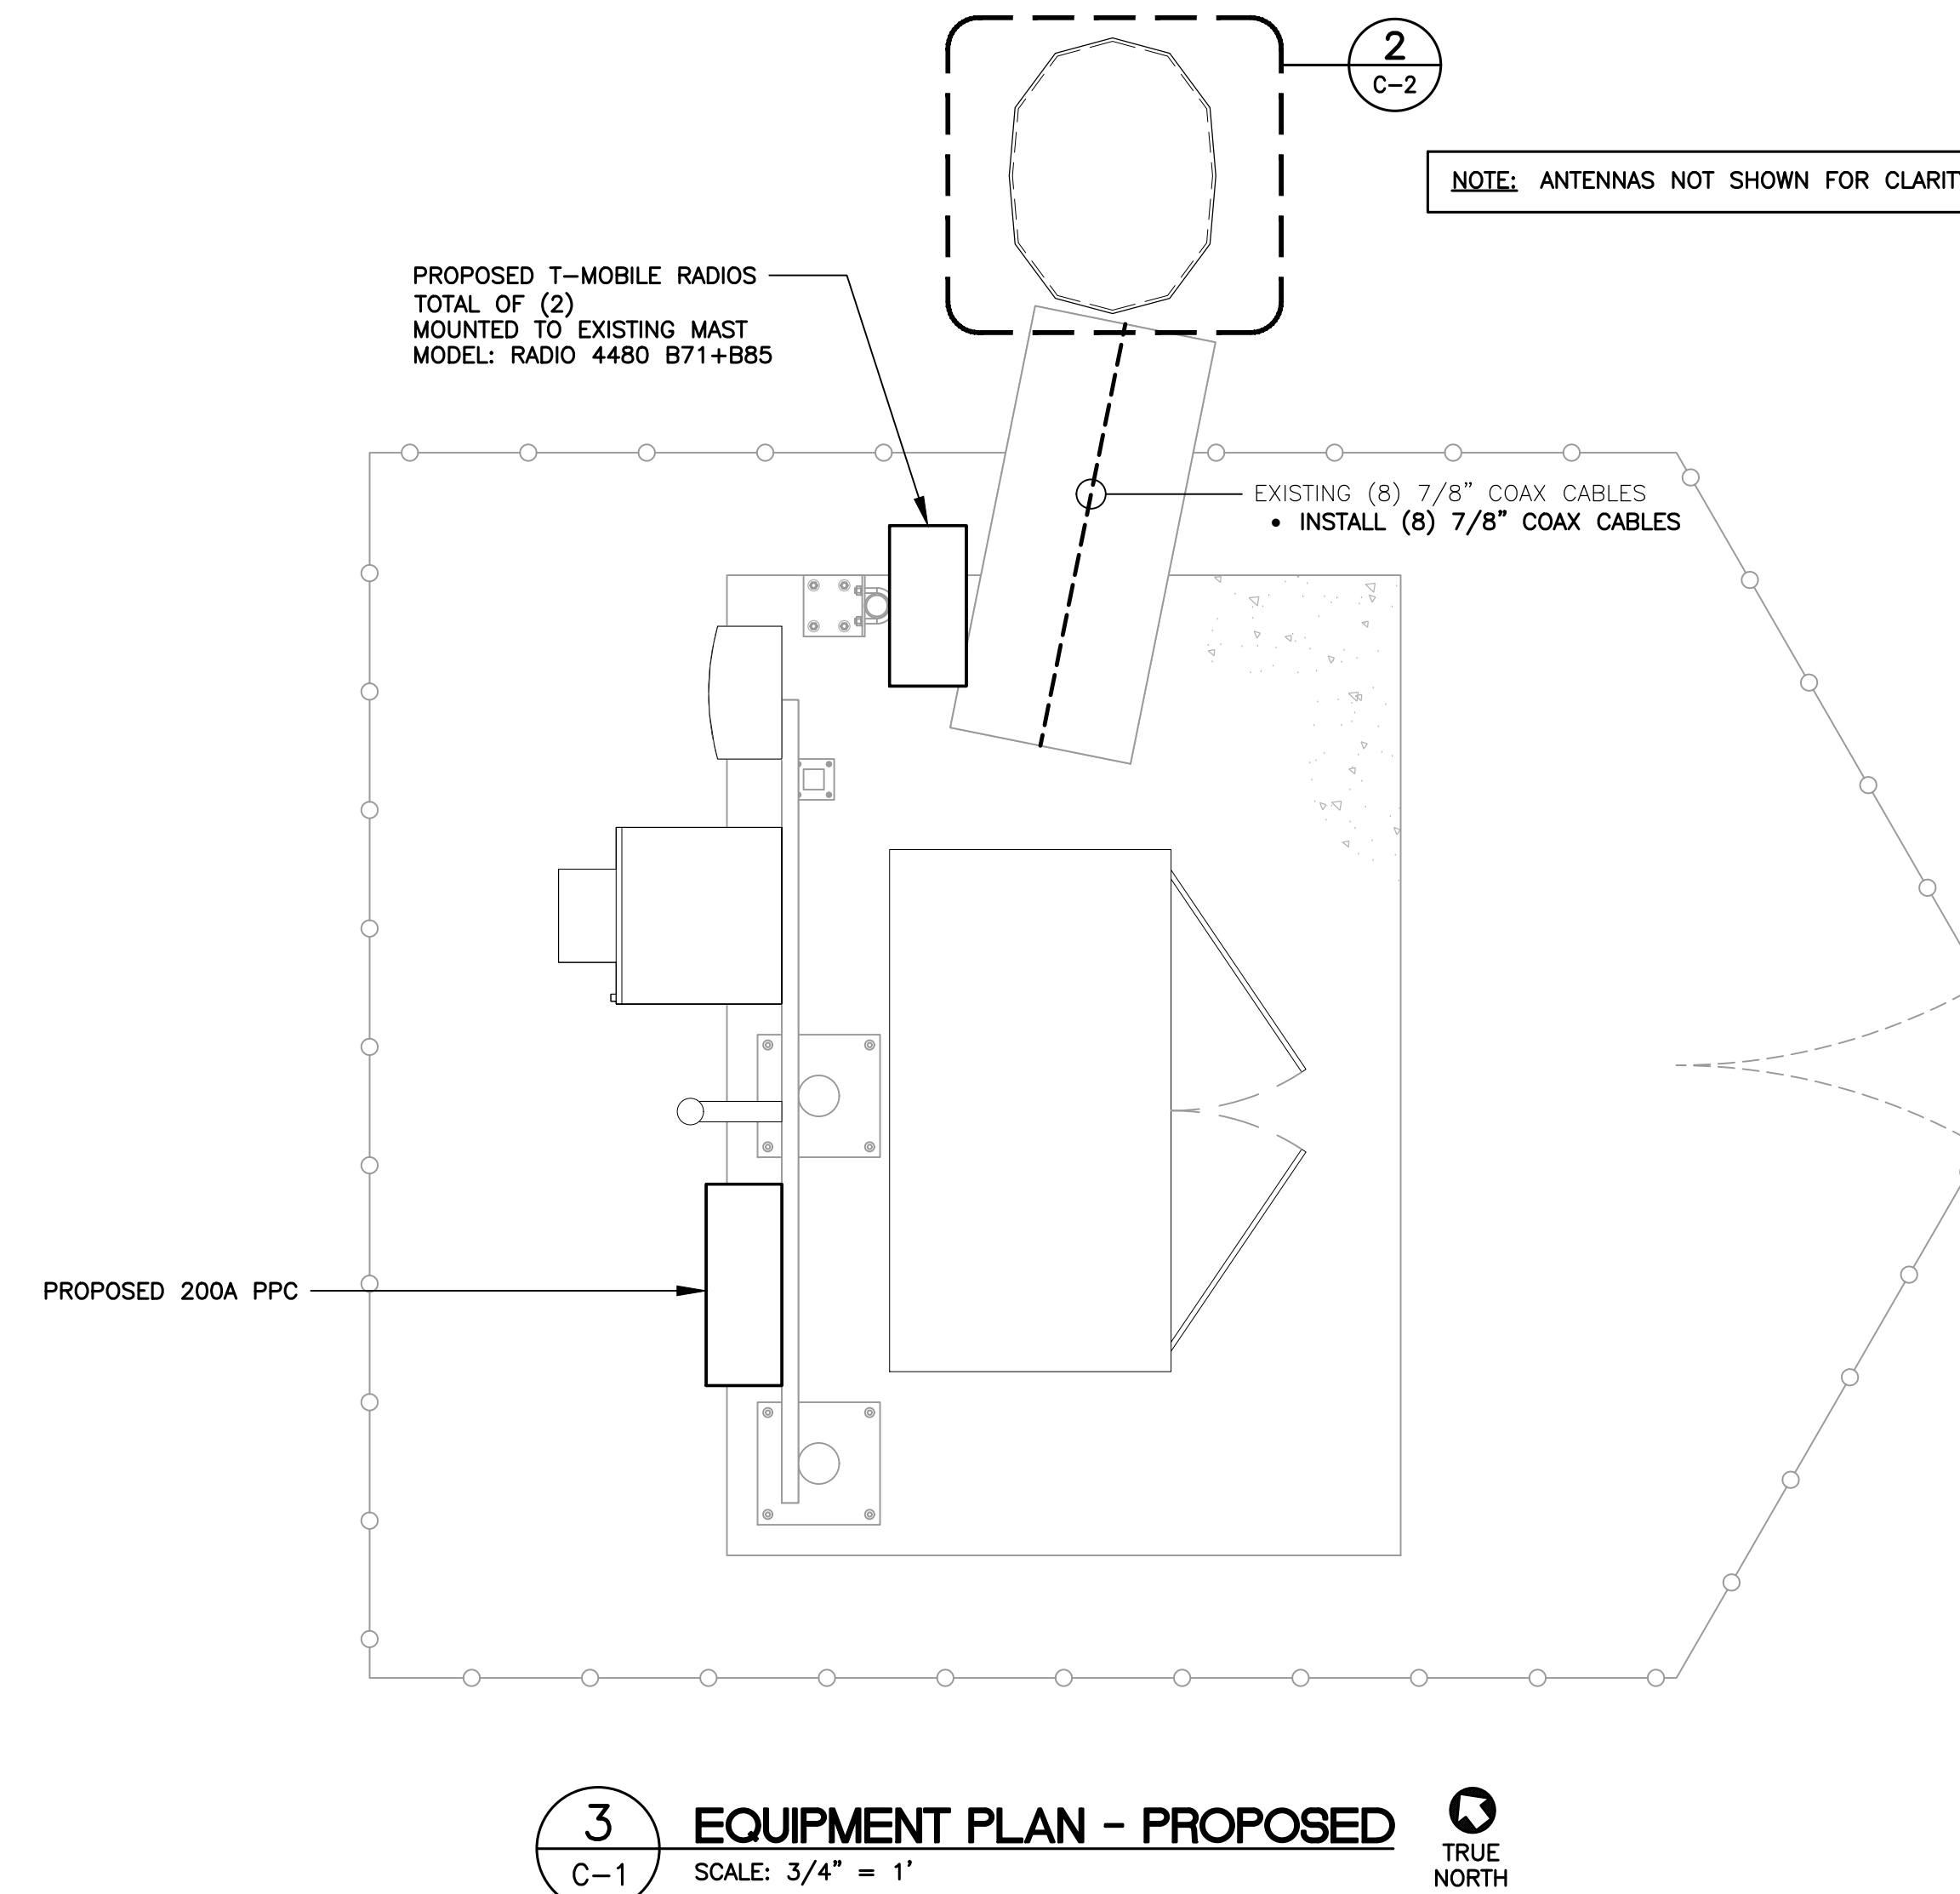 2
C-2
NOTE: ANTENNAS NOT SHOWN FOR CLARITY
PROPOSED T-MOBILE RADIOS
TOTAL OF (2)
MOUNTED TO EXISTING MAST
MODEL: RADIO 4480 B71+B85
EXISTING (8) 7/8" COAX CABLES
• INSTALL (8) 7/8" COAX CABLES
PROPOSED 200A PPC
3
C-1
EQUIPMENT PLAN - PROPOSED
SCALE: 3/4" = 1'
TRUE
NORTH